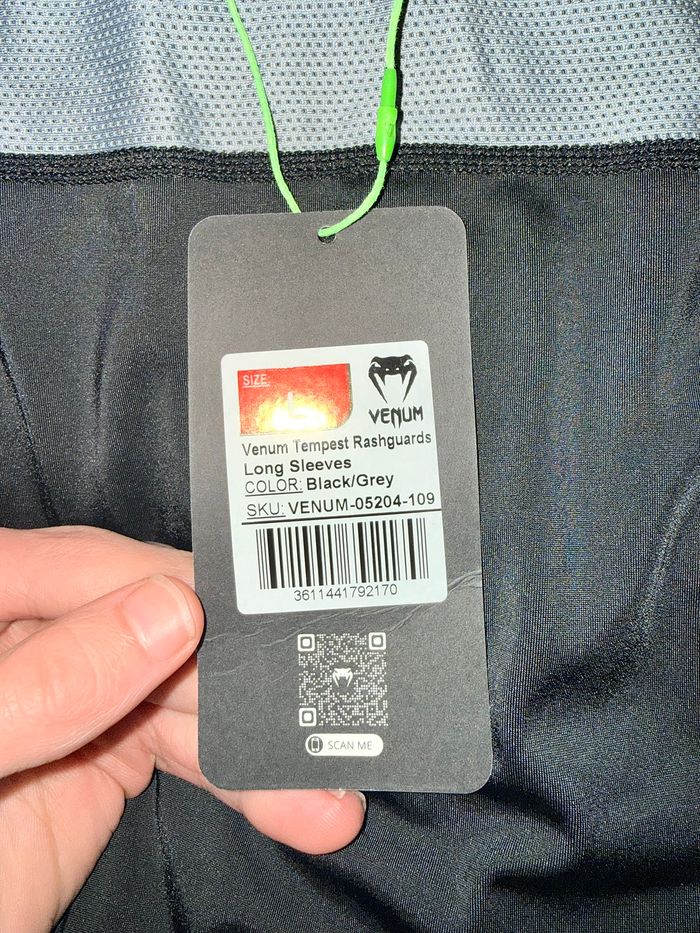 SIZE
L
VENUM
Venum Tempest Rashguards
Long Sleeves
COLOR: Black/Grey
SKU: VENUM-05204-109
3611441792170
SCAN ME